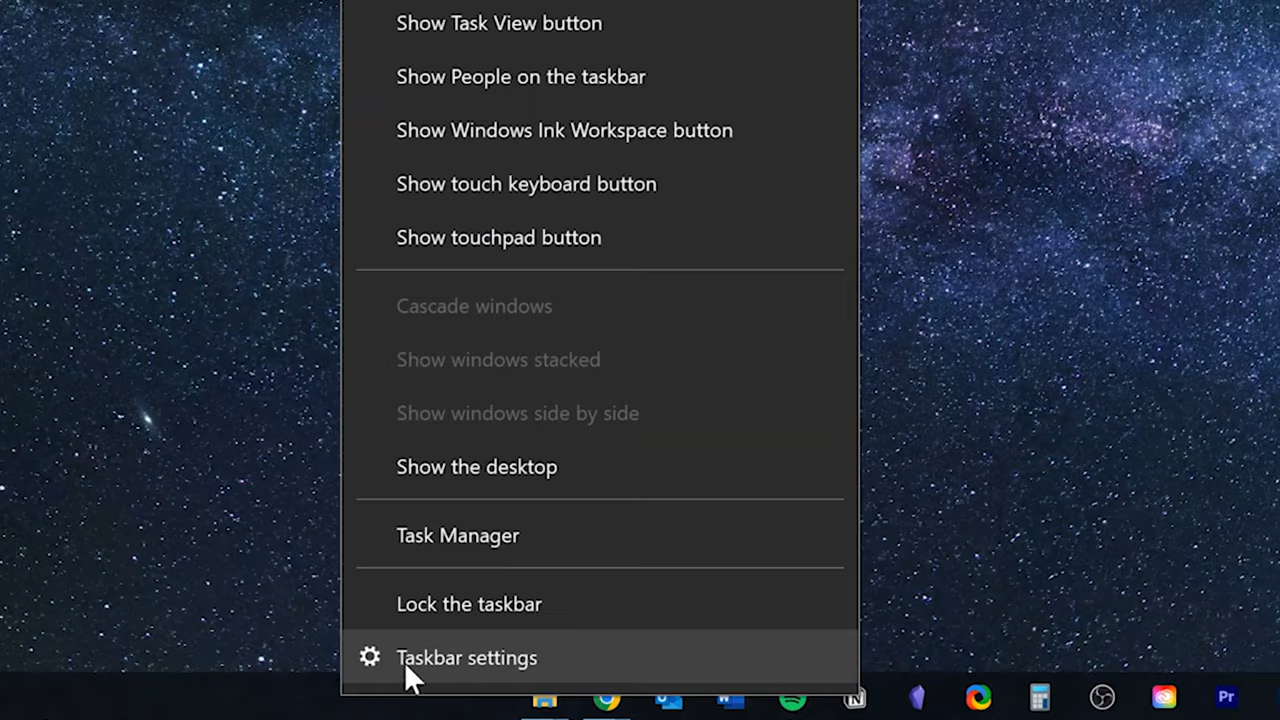 Show Task View button
Show People on the taskbar
Show Windows Ink Workspace button
Show touch keyboard button
Show touchpad button
Cascade windows
Show windows stacked
Show windows side by side
Show the desktop
Task Manager
Lock the taskbar
Taskbar settings
N
Pr